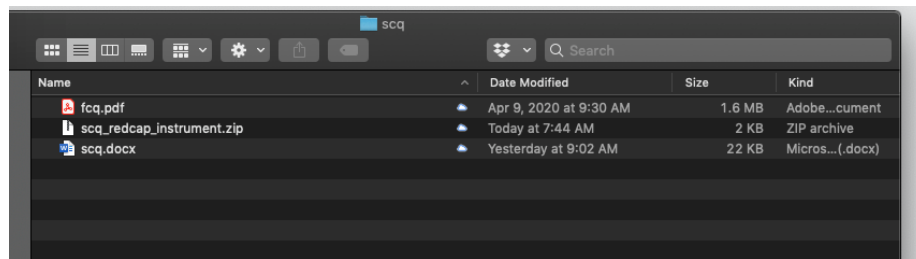 scq
Search
Name Date Modified Size Kind
fcq.pdf Apr 9, 2020 at 9:30 AM 1.6 MB Adobe...cument
scq_redcap_instrument.zip Today at 7:44 AM 2 KB ZIP archive
scq.docx Yesterday at 9:02 AM 22 KB Micros...(.docx)